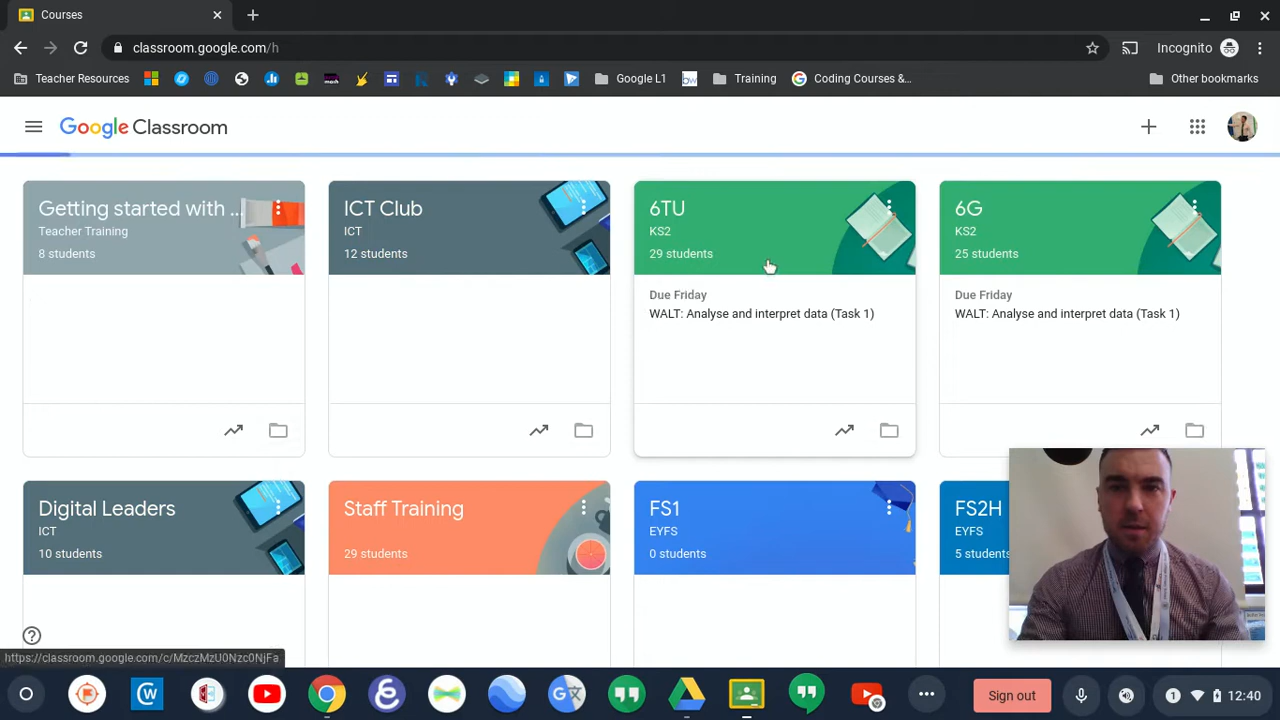 Courses
classroom.google.com/h
Incognito
Teacher Resources
Google L1
Training
Coding Courses &...
Other bookmarks
Google Classroom
Getting started with ...
Teacher Training
8 students
ICT Club
ICT
12 students
6TU
KS2
29 students
Due Friday
WALT: Analyse and interpret data (Task 1)
6G
KS2
25 students
Due Friday
WALT: Analyse and interpret data (Task 1)
Digital Leaders
ICT
10 students
Staff Training
29 students
FS1
EYFS
0 students
FS2H
EYFS
5 students
https://classroom.google.com/c/MzczMzU0Nzc0NjFa
Sign out
1
12:40